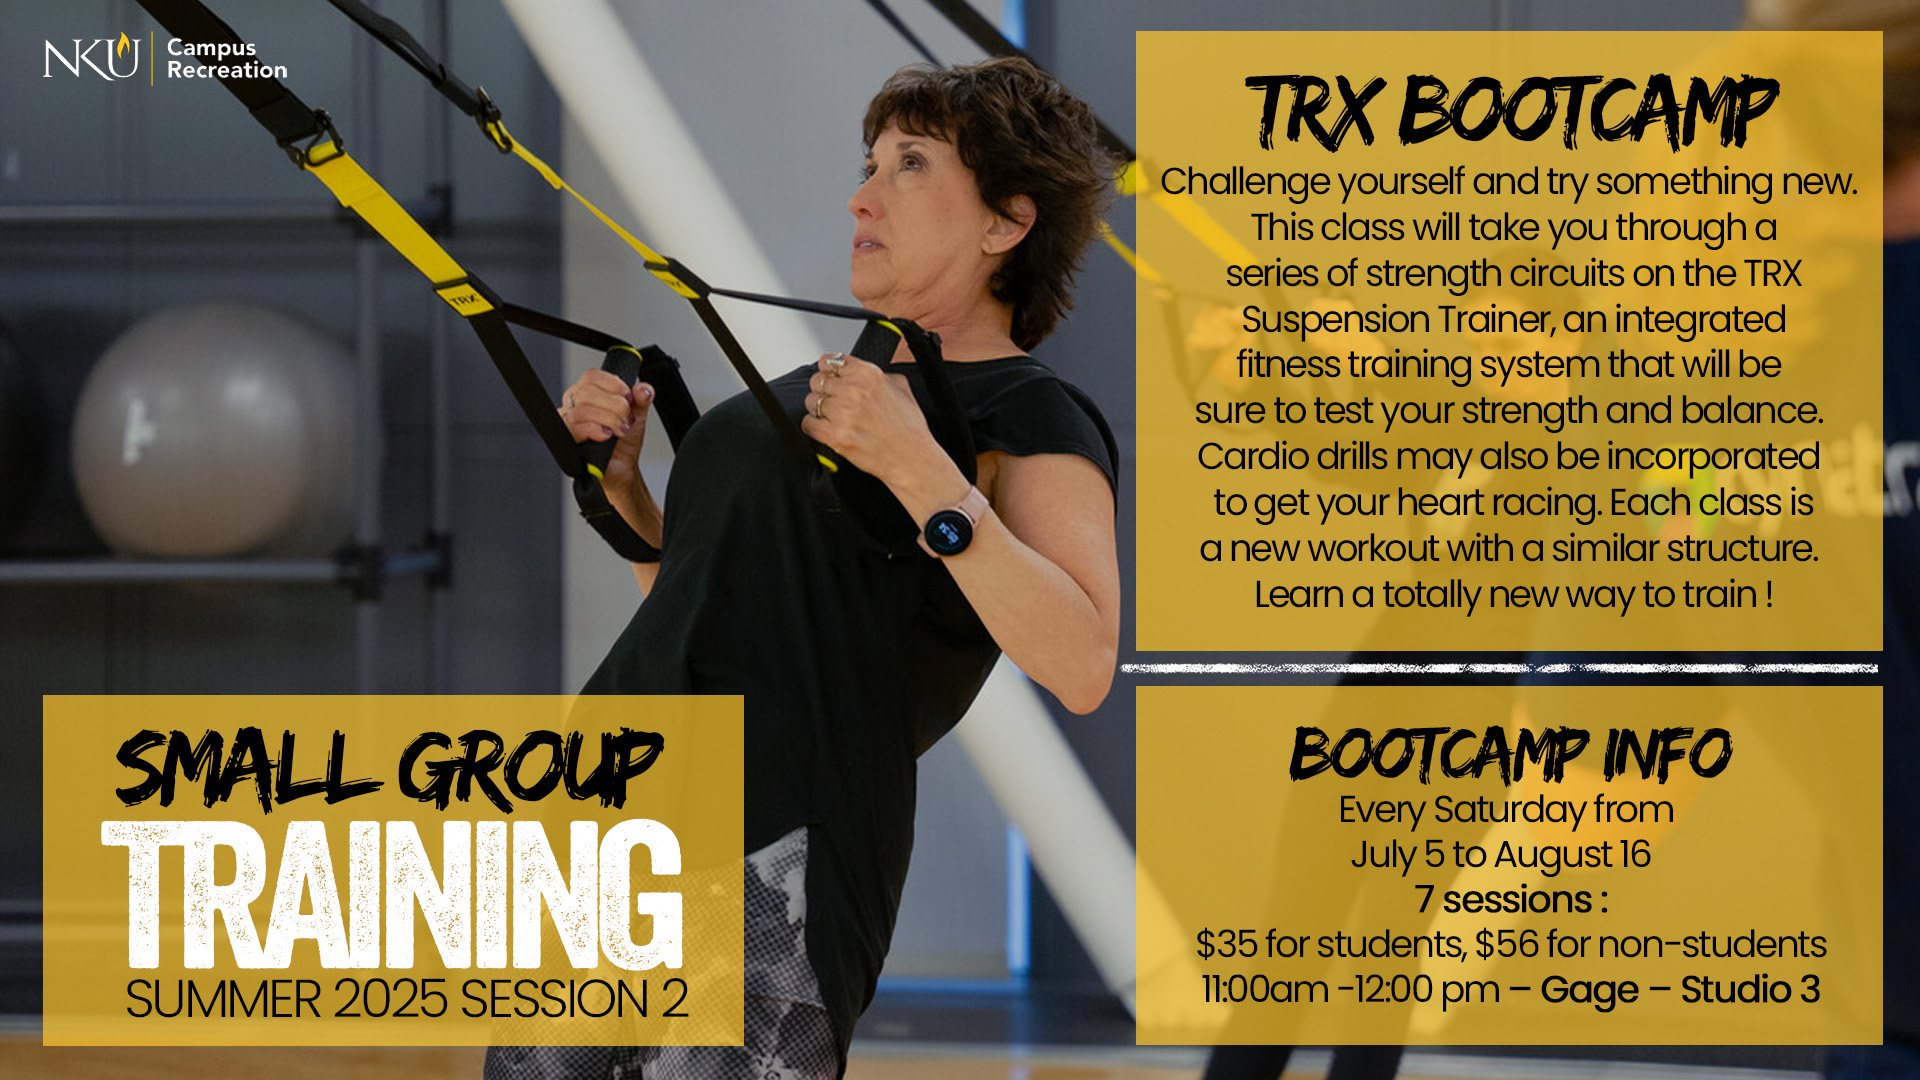 NKU
Campus
Recreation
TRX
TRX BOOTCAMP
Challenge yourself and try something new.
This class will take you through a
series of strength circuits on the TRX
Suspension Trainer, an integrated
fitness training system that will be
sure to test your strength and balance.
Cardio drills may also be incorporated
to get your heart racing. Each class is
a new workout with a similar structure.
Learn a totally new way to train !
SMALL GROUP
TRAINING
SUMMER 2025 SESSION 2
BOOTCAMP INFO
Every Saturday from
July 5 to August 16
7 sessions :
$35 for students, $56 for non-students
11:00am -12:00 pm – Gage – Studio 3